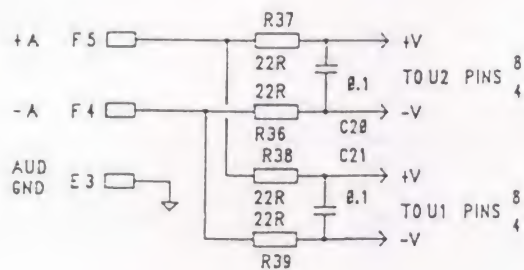 R37
+A F5 +V
22R 0.1 TO U2 PINS 8
22R 4
-A F4 -V
R36 C20
R38 C21
AUD GND E3 +V
22R 0.1 TO U1 PINS 8
22R 4
-V
R39